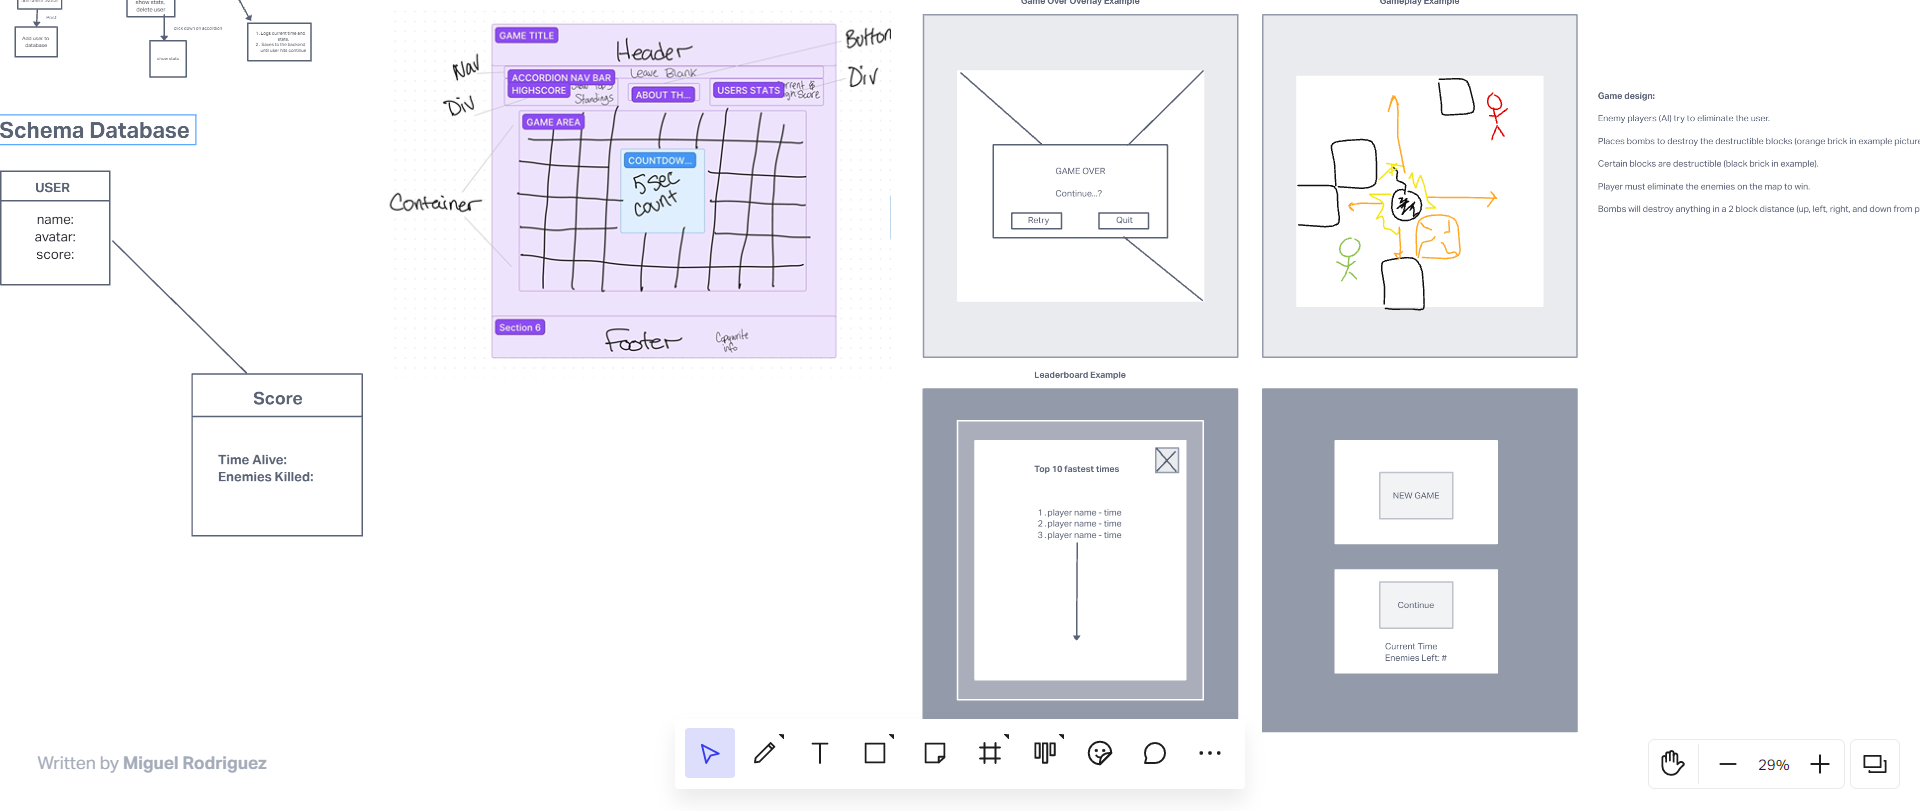 show stats,
delete user
Add user to
database
click down on accordion
show stats
1. Logs current time and
stats.
2. Saves to the backend
until user hits continue
Schema Database
USER
name:
avatar:
score:
Score
Time Alive:
Enemies Killed:
GAME TITLE
Header
Button
Nav
ACCORDION NAV BAR
Leave Blank
Div
HIGHSCORE
Standings
ABOUT TH...
USERS STATS
Div
GAME AREA
COUNTDOW...
5 sec
count
Container
Section 6
Footer
Copywrite
info
Game Over Overlay Example
GAME OVER
Continue...?
Retry
Quit
Gameplay Example
Game design:
Enemy players (AI) try to eliminate the user.
Places bombs to destroy the destructible blocks (orange brick in example picture
Certain blocks are destructible (black brick in example).
Player must eliminate the enemies on the map to win.
Bombs will destroy anything in a 2 block distance (up, left, right, and down from p
Leaderboard Example
Top 10 fastest times
1. player name - time
2. player name - time
3. player name - time
NEW GAME
Continue
Current Time
Enemies Left: #
Written by Miguel Rodriguez
29%